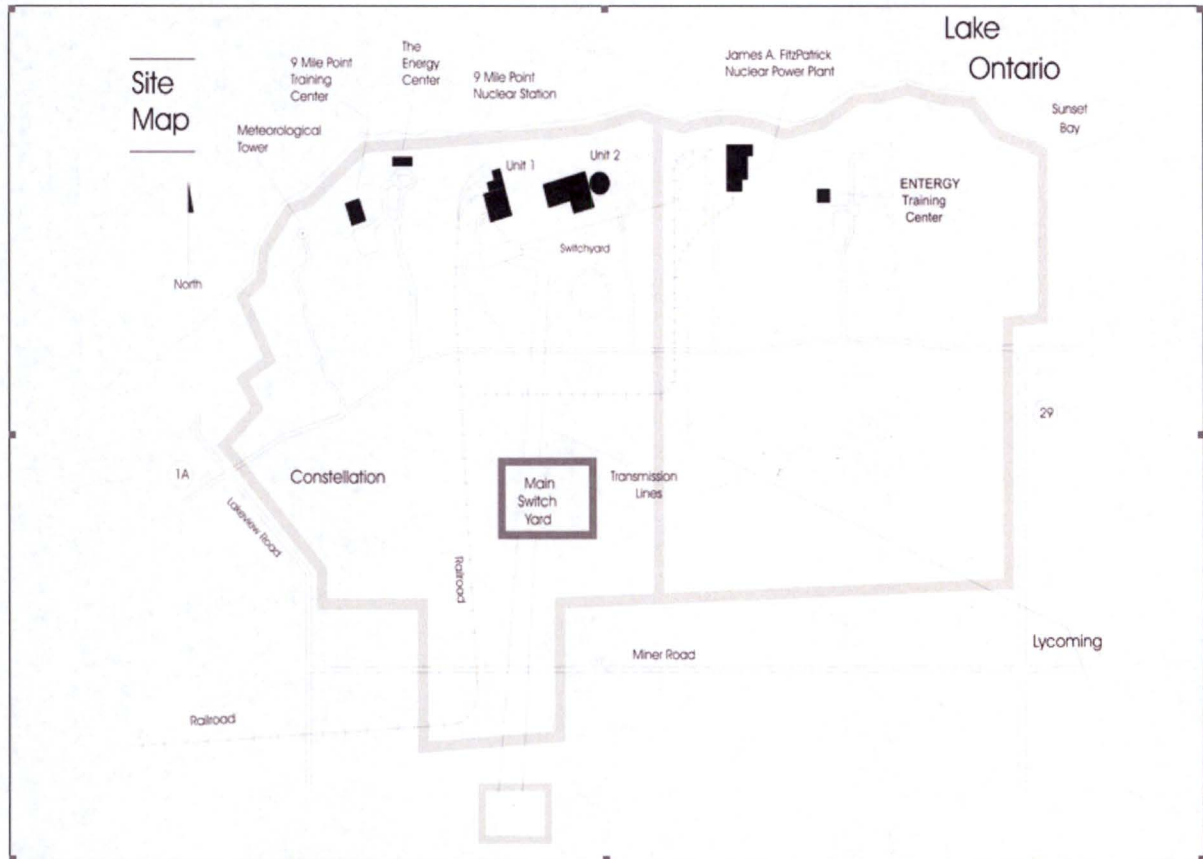 Lake
Ontario
Site
Map
9 Mile Point
Training
Center
The
Energy
Center
9 Mile Point
Nuclear Station
James A. FitzPatrick
Nuclear Power Plant
Sunset
Bay
Meteorological
Tower
Unit 1
Unit 2
ENTERGY
Training
Center
Switchyard
North
29
1A
Constellation
Main
Switch
Yard
Transmission
Lines
Lakeview Road
Railroad
Miner Road
Lycoming
Railroad